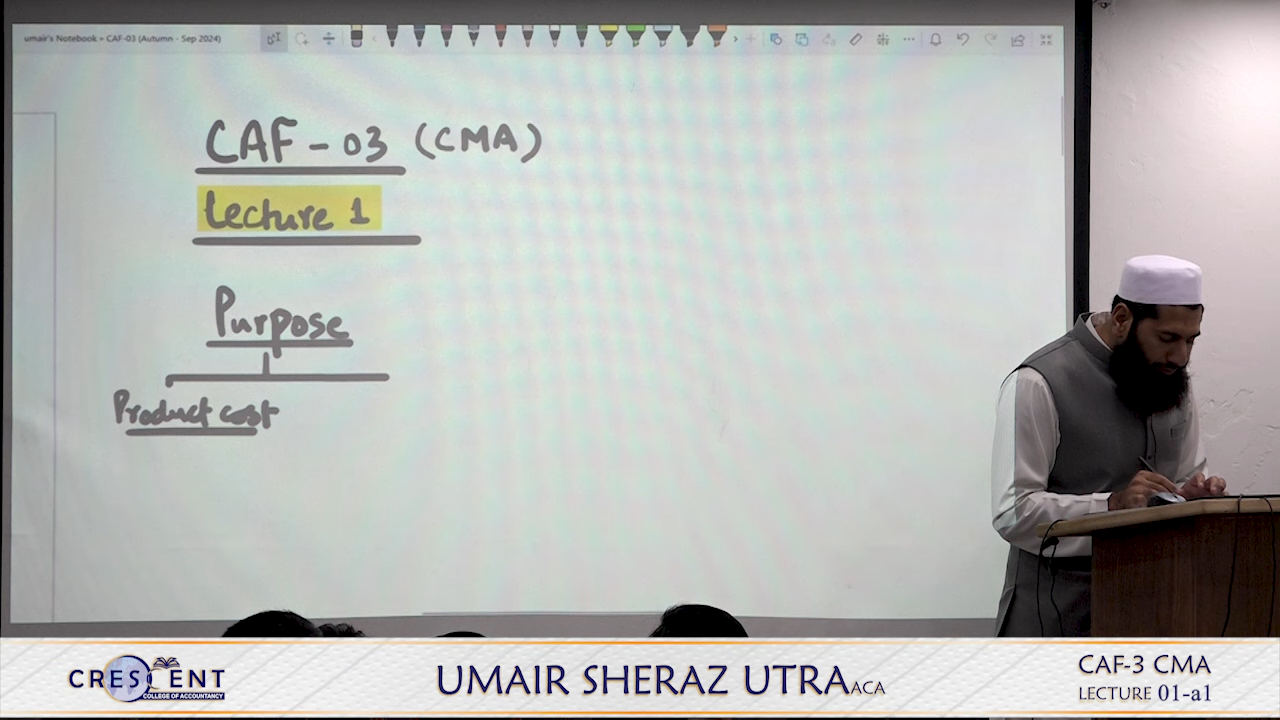 umair's Notebook > CAF-03 (Autumn - Sep 2024)
CAF - 03 (CMA)
Lecture 1
Purpose
Product cost
CRESCENT
COLLEGE OF ACCOUNTANCY
UMAIR SHERAZ UTRA ACA
CAF-3 CMA
LECTURE 01-a1